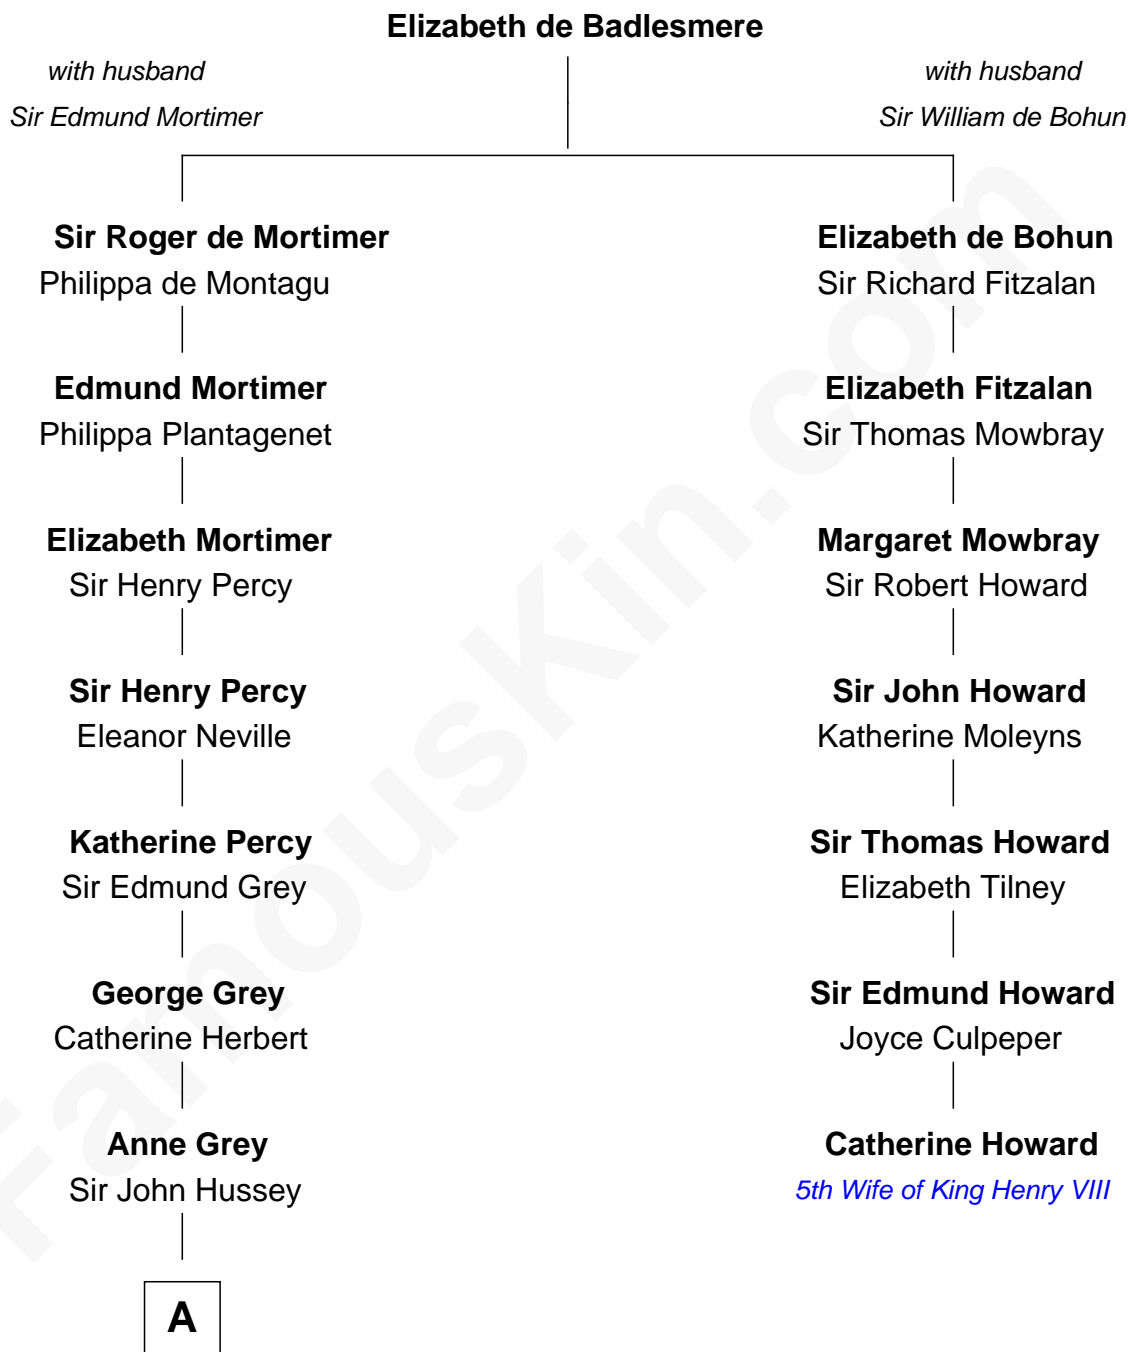 Elizabeth de Badlesmere
with husband
Sir Edmund Mortimer
with husband
Sir William de Bohun
Sir Roger de Mortimer
Philippa de Montagu
Edmund Mortimer
Philippa Plantagenet
Elizabeth Mortimer
Sir Henry Percy
Sir Henry Percy
Eleanor Neville
Katherine Percy
Sir Edmund Grey
George Grey
Catherine Herbert
Anne Grey
Sir John Hussey
A
Elizabeth de Bohun
Sir Richard Fitzalan
Elizabeth Fitzalan
Sir Thomas Mowbray
Margaret Mowbray
Sir Robert Howard
Sir John Howard
Katherine Moleyns
Sir Thomas Howard
Elizabeth Tilney
Sir Edmund Howard
Joyce Culpeper
Catherine Howard
5th Wife of King Henry VIII
FamousKin.com